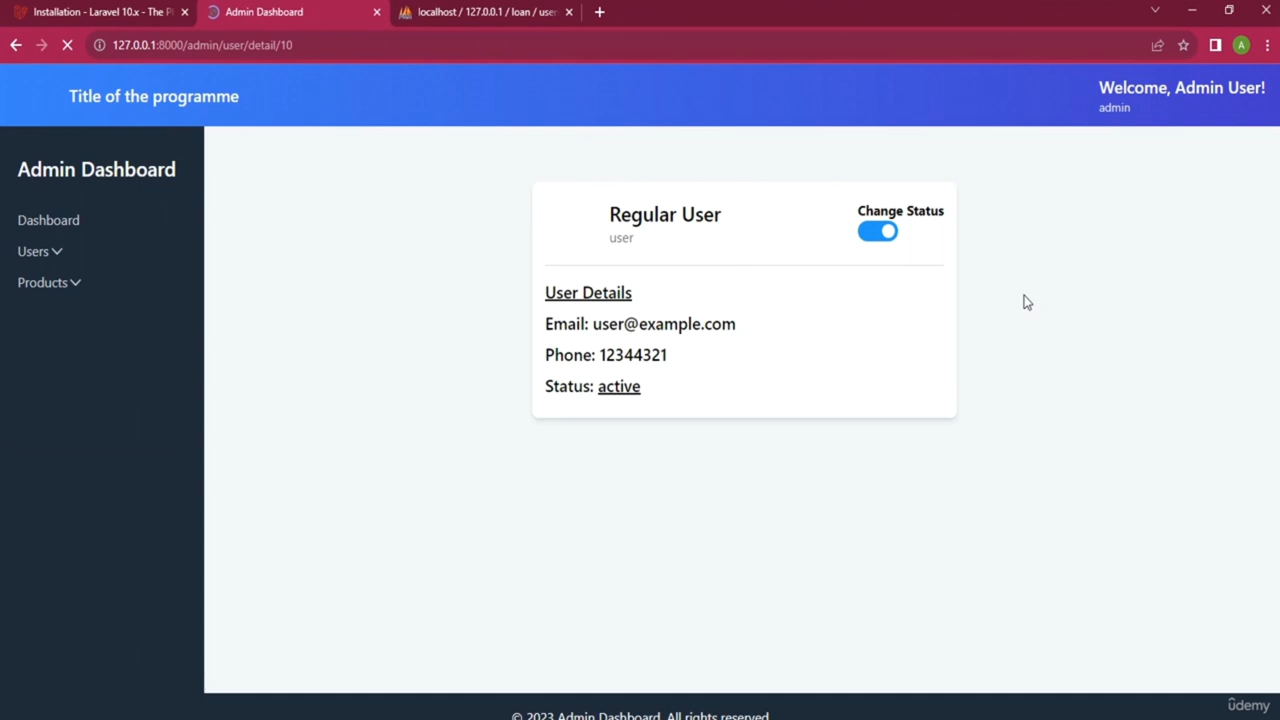 Installation - Laravel 10.x - The P
Admin Dashboard
localhost / 127.0.0.1 / loan / user
127.0.0.1:8000/admin/user/detail/10
A
Title of the programme
Welcome, Admin User!
admin
Admin Dashboard
Dashboard
Users
Products
Regular User
user
Change Status
User Details
Email: user@example.com
Phone: 12344321
Status: active
© 2023 Admin Dashboard. All rights reserved.
ûdemy